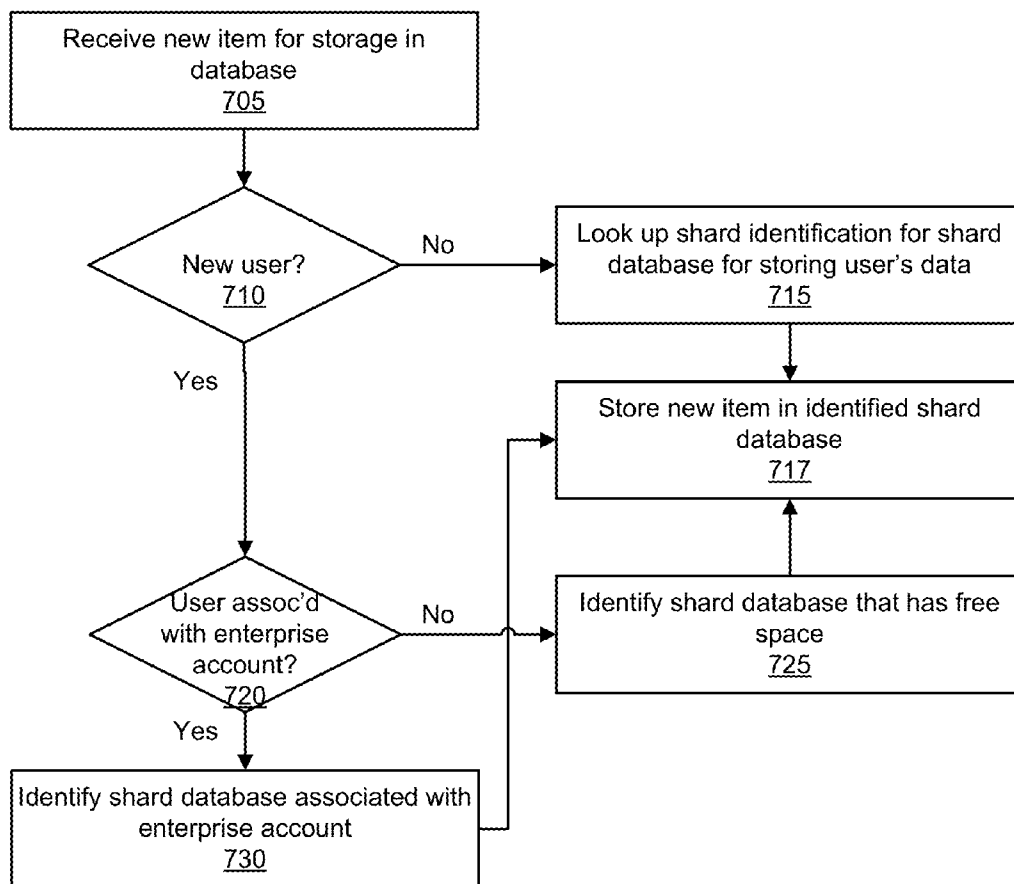 Receive new item for storage in
database
705
New user?
710
No
Yes
Look up shard identification for shard
database for storing user's data
715
Store new item in identified shard
database
717
User assoc'd
with enterprise
account?
720
No
Yes
Identify shard database that has free
space
725
Identify shard database associated with
enterprise account
730